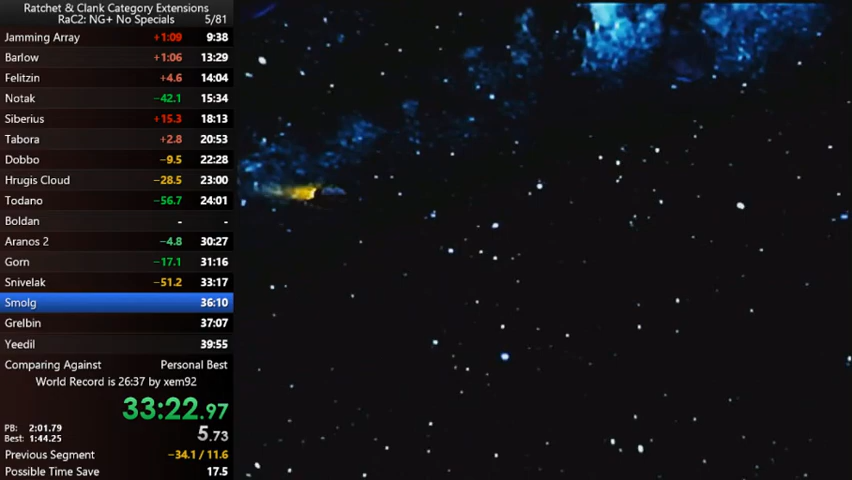 Ratchet & Clank Category Extensions
RaC2: NG+ No Specials 5/81
Jamming Array +1:09 9:38
Barlow +1:06 13:29
Felitzin +4.6 14:04
Notak −42.1 15:34
Siberius +15.3 18:13
Tabora +2.8 20:53
Dobbo −9.5 22:28
Hrugis Cloud −28.5 23:00
Todano −56.7 24:01
Boldan - -
Aranos 2 −4.8 30:27
Gorn −17.1 31:16
Snivelak −51.2 33:17
Smolg 36:10
Grelbin 37:07
Yeedil 39:55
Comparing Against Personal Best
World Record is 26:37 by xem92
33:22.97
PB: 2:01.79
Best: 1:44.25
5.73
Previous Segment −34.1 / 11.6
Possible Time Save 17.5